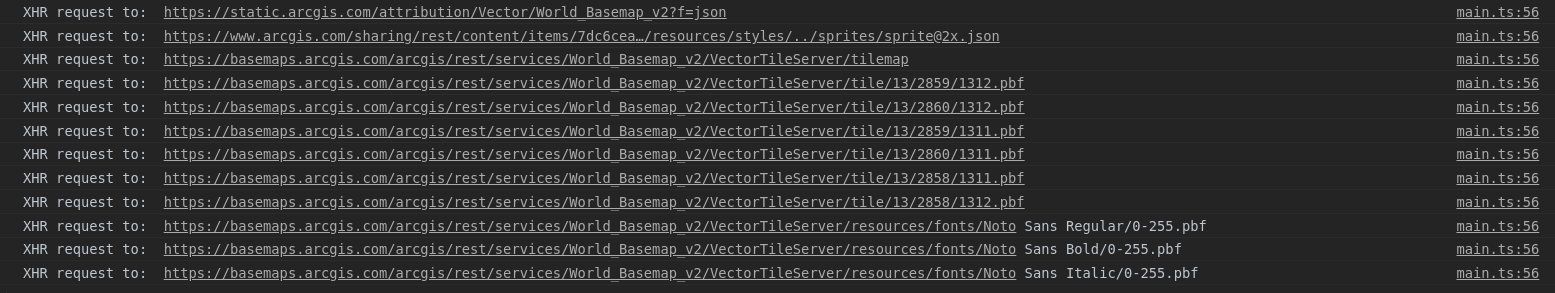 XHR request to: https://static.arcgis.com/attribution/Vector/World_Basemap_v2?f=json main.ts:56
XHR request to: https://www.arcgis.com/sharing/rest/content/items/7dc6cea…/resources/styles/../sprites/sprite@2x.json main.ts:56
XHR request to: https://basemaps.arcgis.com/arcgis/rest/services/World_Basemap_v2/VectorTileServer/tilemap main.ts:56
XHR request to: https://basemaps.arcgis.com/arcgis/rest/services/World_Basemap_v2/VectorTileServer/tile/13/2859/1312.pbf main.ts:56
XHR request to: https://basemaps.arcgis.com/arcgis/rest/services/World_Basemap_v2/VectorTileServer/tile/13/2860/1312.pbf main.ts:56
XHR request to: https://basemaps.arcgis.com/arcgis/rest/services/World_Basemap_v2/VectorTileServer/tile/13/2859/1311.pbf main.ts:56
XHR request to: https://basemaps.arcgis.com/arcgis/rest/services/World_Basemap_v2/VectorTileServer/tile/13/2860/1311.pbf main.ts:56
XHR request to: https://basemaps.arcgis.com/arcgis/rest/services/World_Basemap_v2/VectorTileServer/tile/13/2858/1311.pbf main.ts:56
XHR request to: https://basemaps.arcgis.com/arcgis/rest/services/World_Basemap_v2/VectorTileServer/tile/13/2858/1312.pbf main.ts:56
XHR request to: https://basemaps.arcgis.com/arcgis/rest/services/World_Basemap_v2/VectorTileServer/resources/fonts/Noto Sans Regular/0-255.pbf main.ts:56
XHR request to: https://basemaps.arcgis.com/arcgis/rest/services/World_Basemap_v2/VectorTileServer/resources/fonts/Noto Sans Bold/0-255.pbf main.ts:56
XHR request to: https://basemaps.arcgis.com/arcgis/rest/services/World_Basemap_v2/VectorTileServer/resources/fonts/Noto Sans Italic/0-255.pbf main.ts:56